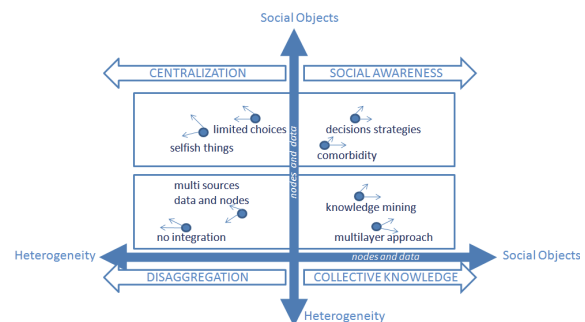 Social Objects
CENTRALIZATION
SOCIAL AWARENESS
limited choices
selfish things
decisions strategies
comorbidity
nodes and data
multi sources
data and nodes
no integration
knowledge mining
multilayer approach
Heterogeneity
nodes and data
Social Objects
DISAGGREGATION
COLLECTIVE KNOWLEDGE
Heterogeneity